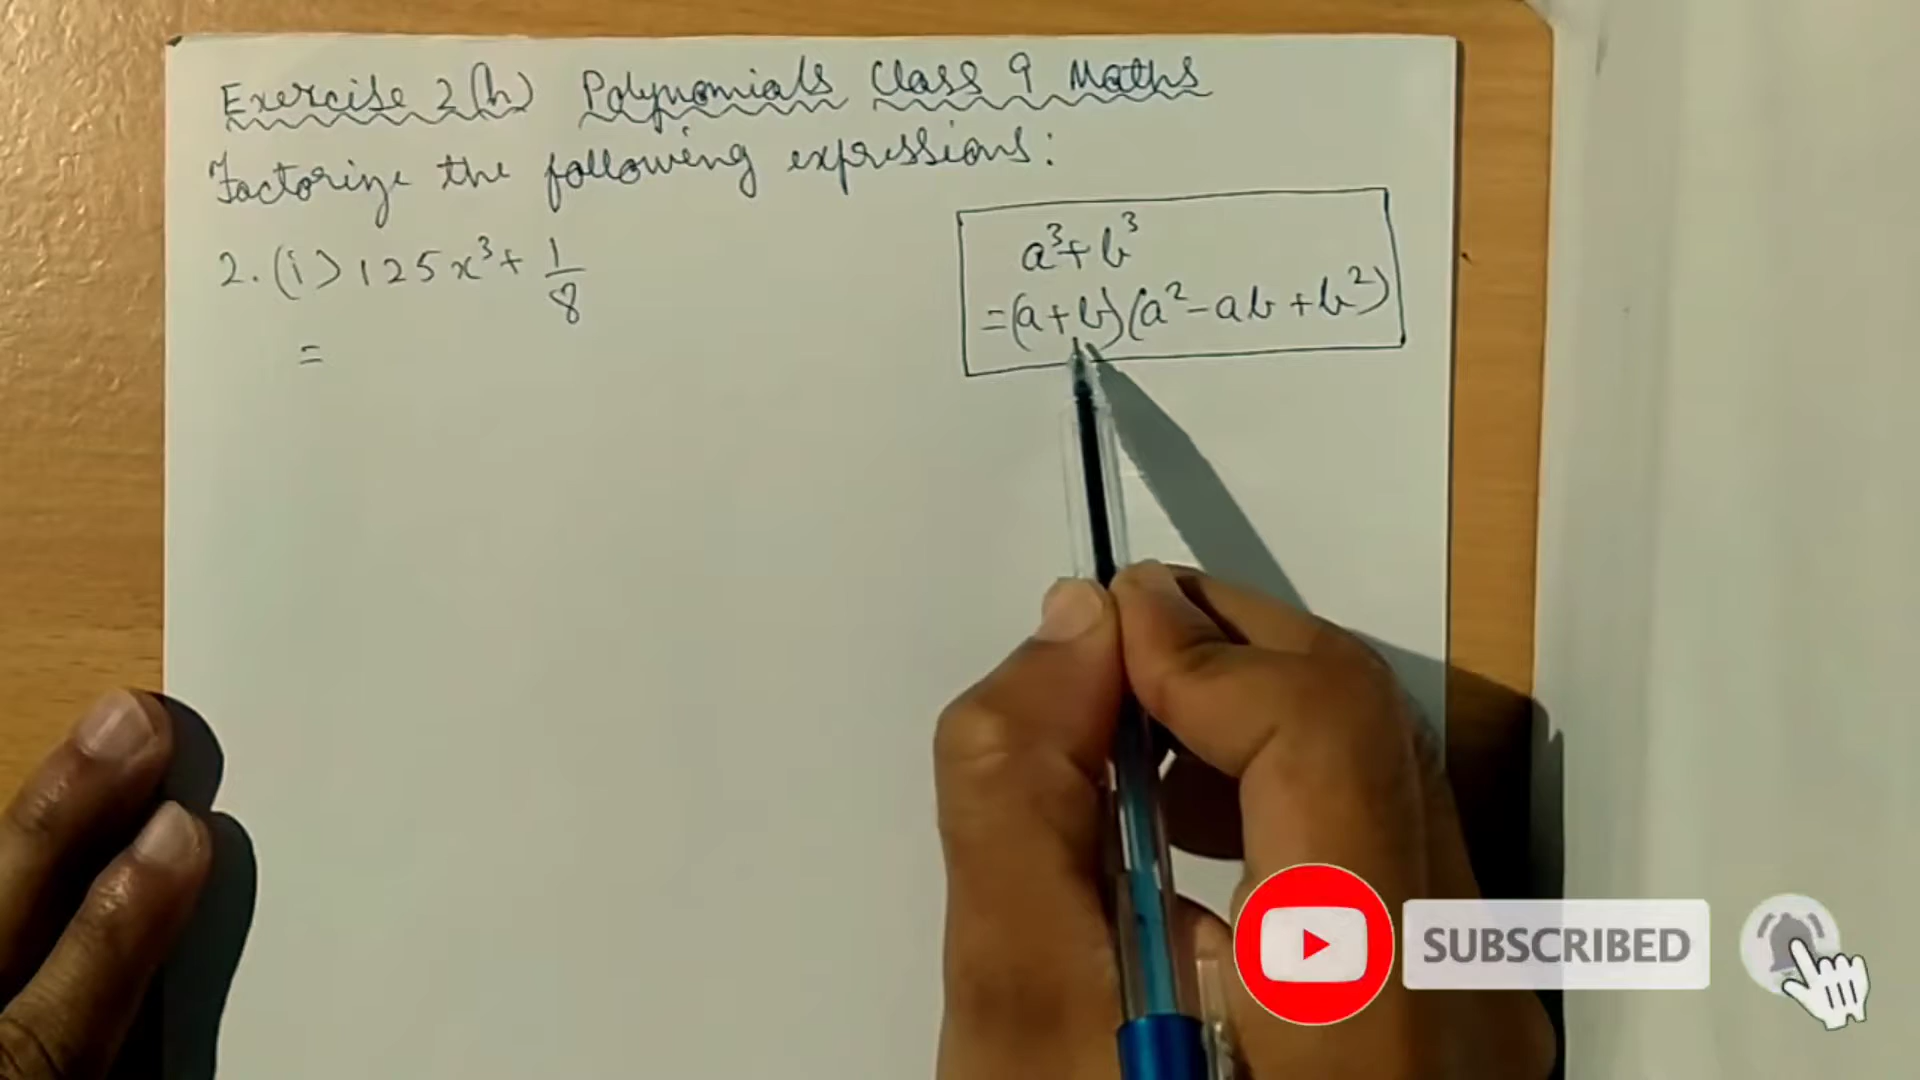 Exercise 2(h) Polynomials Class 9 Maths
Factorize the following expressions:
2. (i) 125x³ + 1/8
=
a³+b³
=(a+b)(a²-ab+b²)
SUBSCRIBED